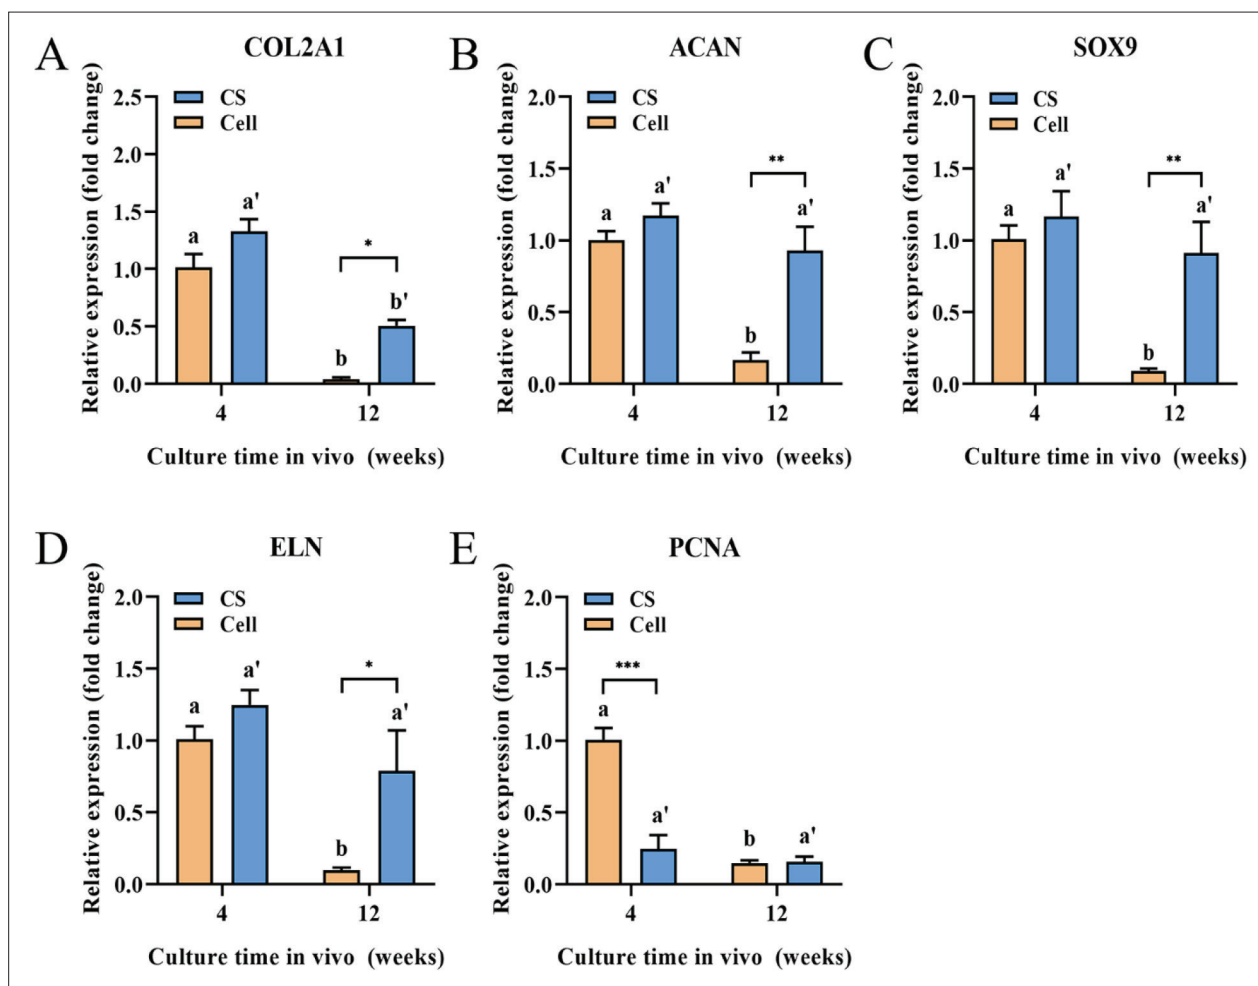 A
COL2A1
Relative expression (fold change)
2.5
2.0
1.5
1.0
0.5
0.0
CS
Cell
a
a'
b
b'
*
4
12
Culture time in vivo (weeks)
B
ACAN
Relative expression (fold change)
2.0
1.5
1.0
0.5
0.0
CS
Cell
a
a'
b
a'
**
4
12
Culture time in vivo (weeks)
C
SOX9
Relative expression (fold change)
2.0
1.5
1.0
0.5
0.0
CS
Cell
a
a'
b
a'
**
4
12
Culture time in vivo (weeks)
D
ELN
Relative expression (fold change)
2.0
1.5
1.0
0.5
0.0
CS
Cell
a
a'
b
a'
*
4
12
Culture time in vivo (weeks)
E
PCNA
Relative expression (fold change)
2.0
1.5
1.0
0.5
0.0
CS
Cell
***
a
a'
b
a'
4
12
Culture time in vivo (weeks)